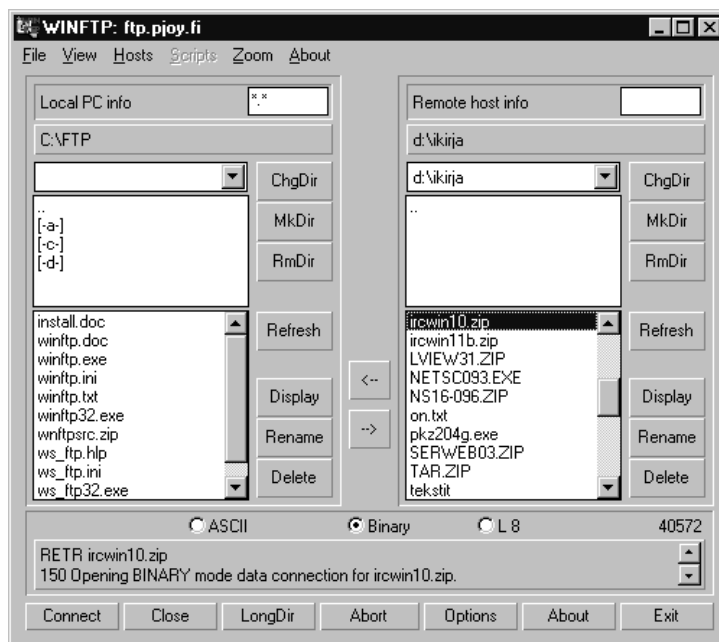 WINFTP: ftp.pjoy.fi
File View Hosts Scripts Zoom About
Local PC info *.*
C:\FTP
ChgDir
..
[-a-]
[-c-]
[-d-]
MkDir
RmDir
install.doc
winftp.doc
winftp.exe
winftp.ini
winftp.txt
winftp32.exe
wnftpsrc.zip
ws_ftp.hlp
ws_ftp.ini
ws_ftp32.exe
Refresh
Display
Rename
Delete
<--
-->
Remote host info
d:\ikirja
d:\ikirja
ChgDir
..
MkDir
RmDir
ircwin10.zip
ircwin11b.zip
LVIEW31.ZIP
NETSC093.EXE
NS16-096.ZIP
on.txt
pkz204g.exe
SERWEB03.ZIP
TAR.ZIP
tekstit
Refresh
Display
Rename
Delete
ASCII Binary L 8 40572
RETR ircwin10.zip
150 Opening BINARY mode data connection for ircwin10.zip.
Connect Close LongDir Abort Options About Exit